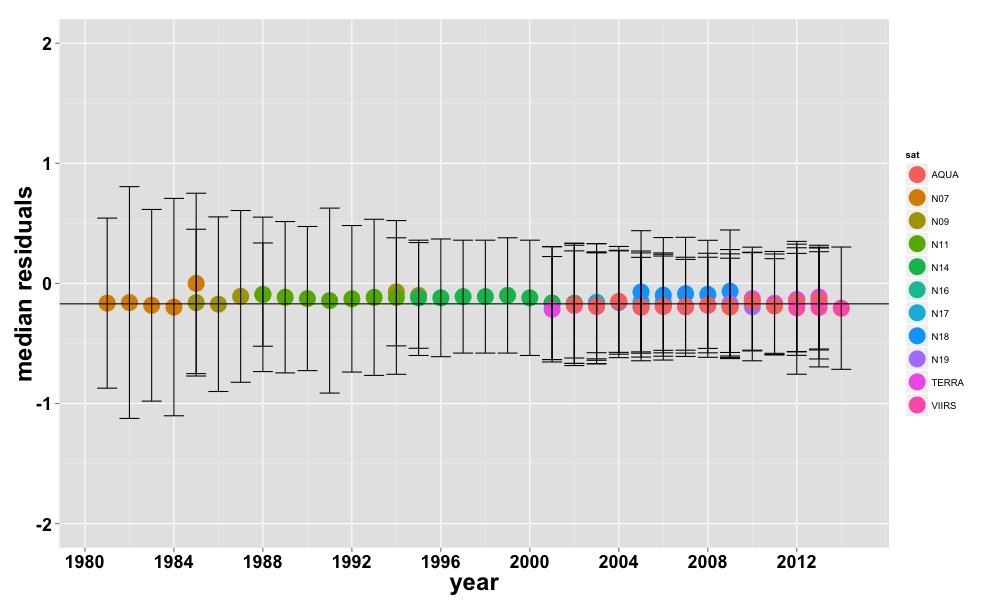 2
1
0
-1
-2
median residuals
1980 1984 1988 1992 1996 2000 2004 2008 2012
year
sat
AQUA
N07
N09
N11
N14
N16
N17
N18
N19
TERRA
VIIRS